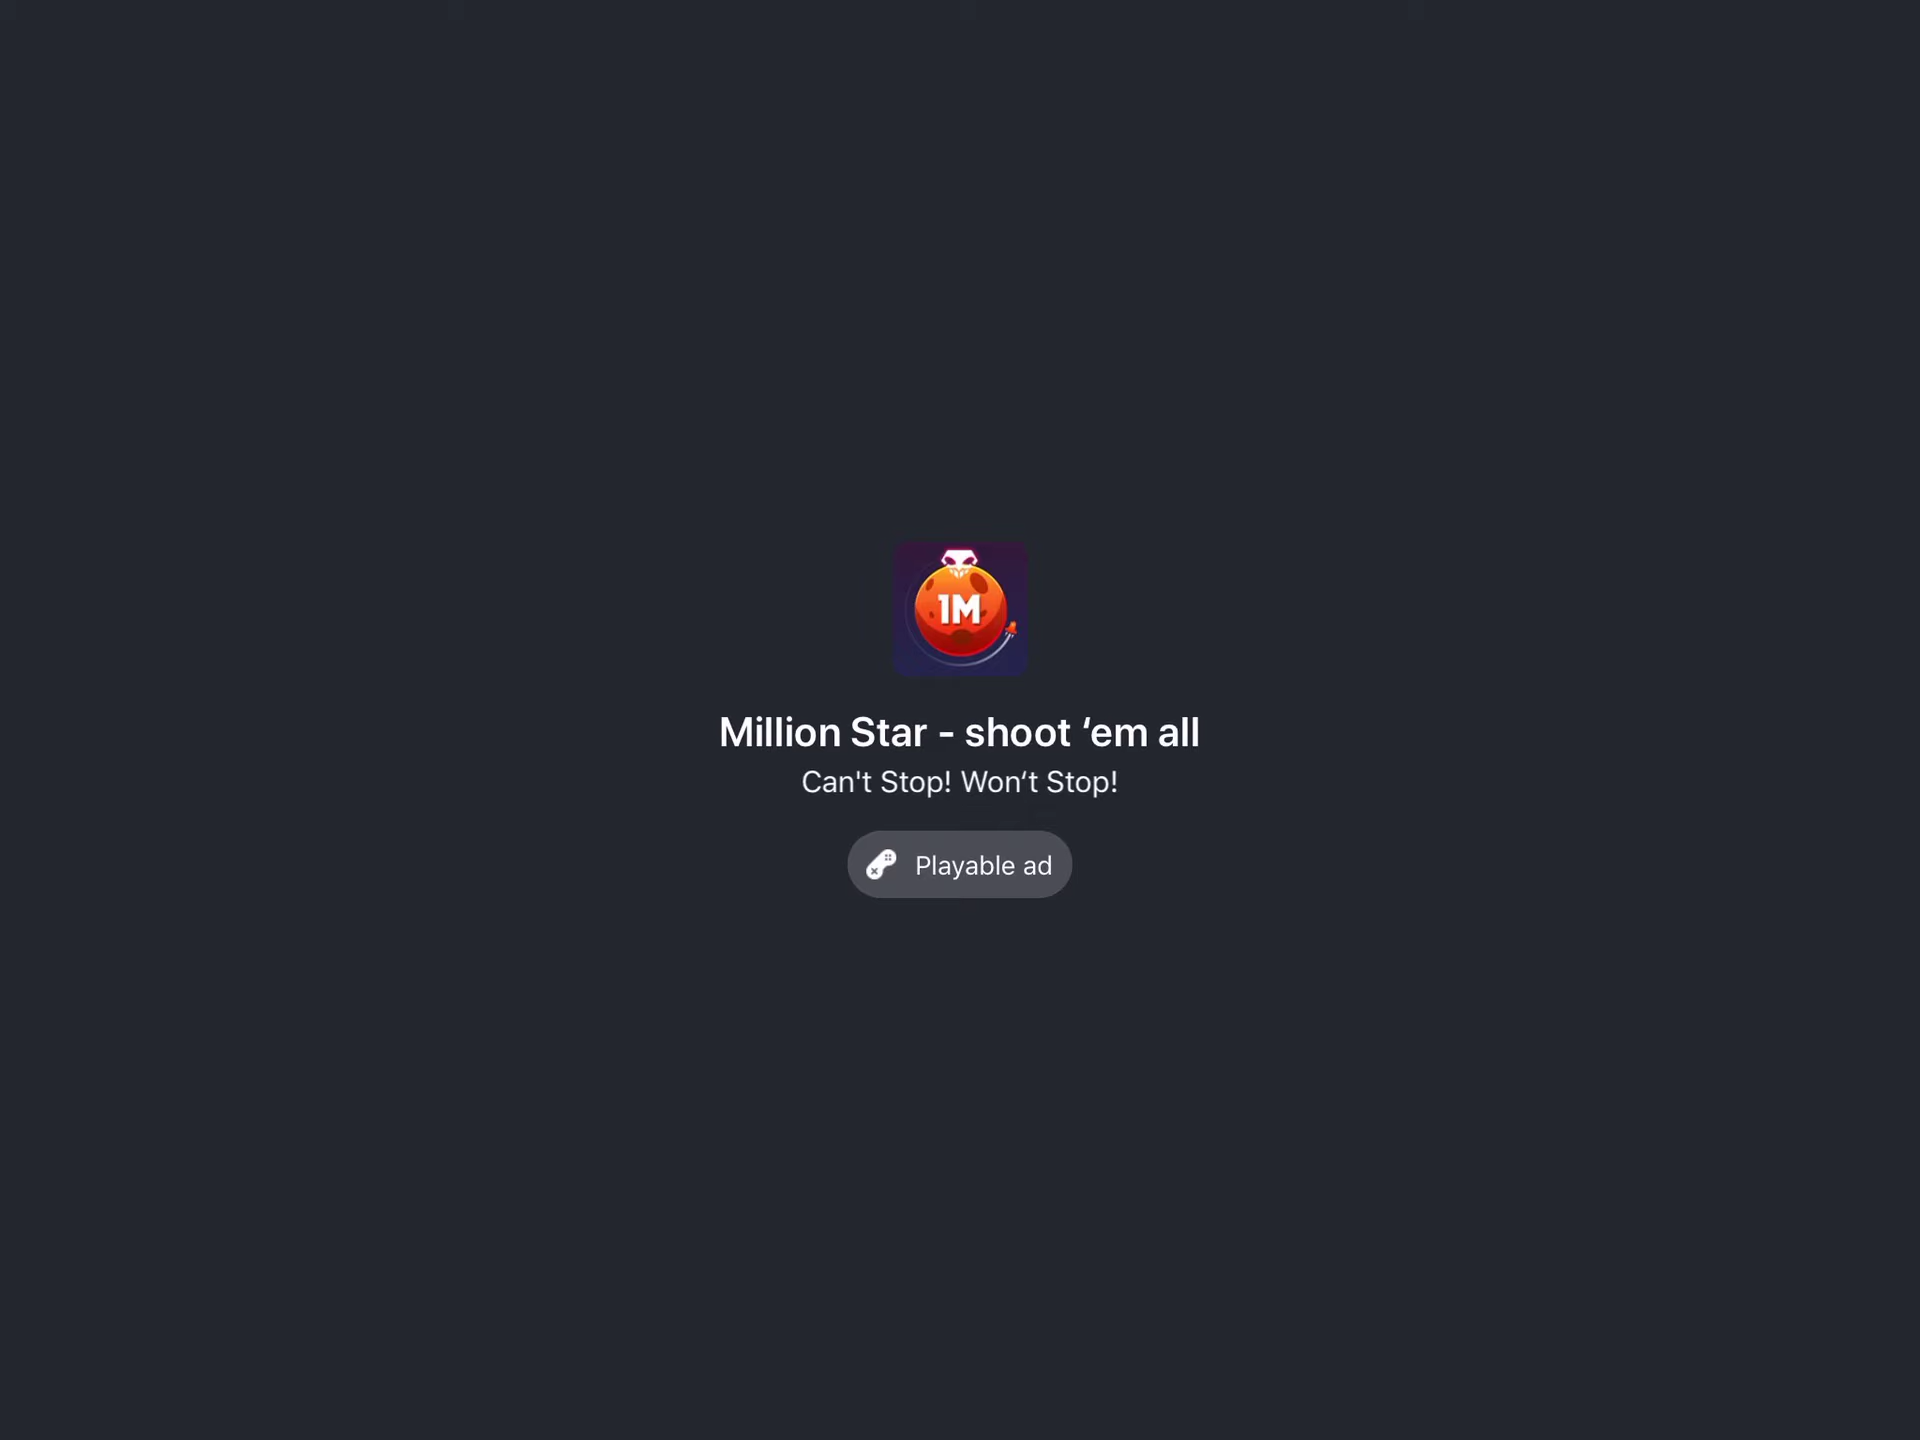 1M
Million Star - shoot ‘em all
Can't Stop! Won‘t Stop!
Playable ad